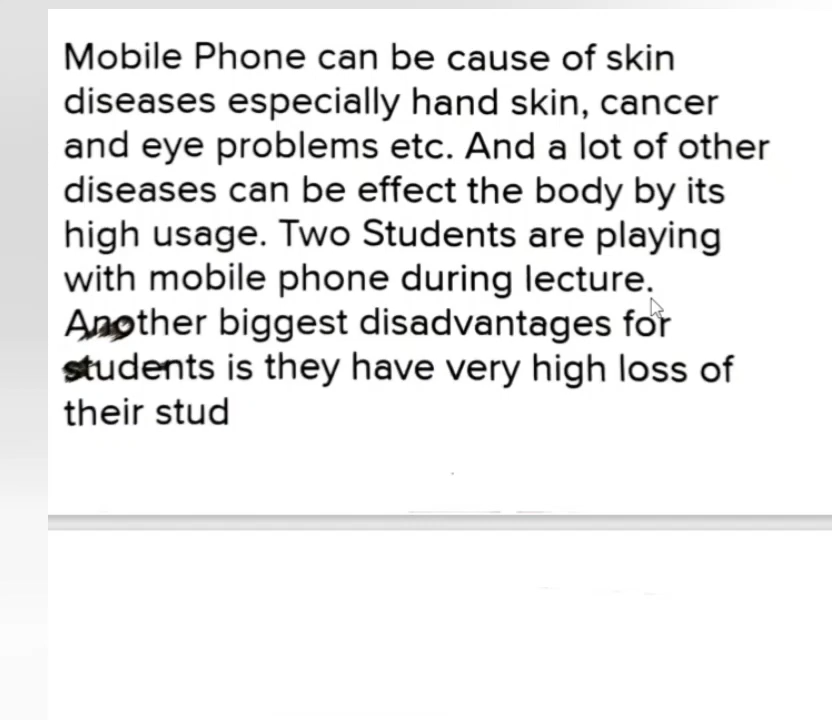 Mobile Phone can be cause of skin
diseases especially hand skin, cancer
and eye problems etc. And a lot of other
diseases can be effect the body by its
high usage. Two Students are playing
with mobile phone during lecture.
Another biggest disadvantages for
students is they have very high loss of
their stud